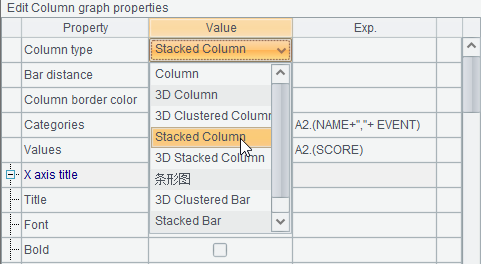 Edit Column graph properties
Property Value Exp.
Column type Stacked Column
Bar distance Column
Column border color 3D Column
3D Clustered Column
Categories Stacked Column A2.(NAME+","+ EVENT)
Values 3D Stacked Column A2.(SCORE)
X axis title 条形图
Title 3D Clustered Bar
Font Stacked Bar
Bold